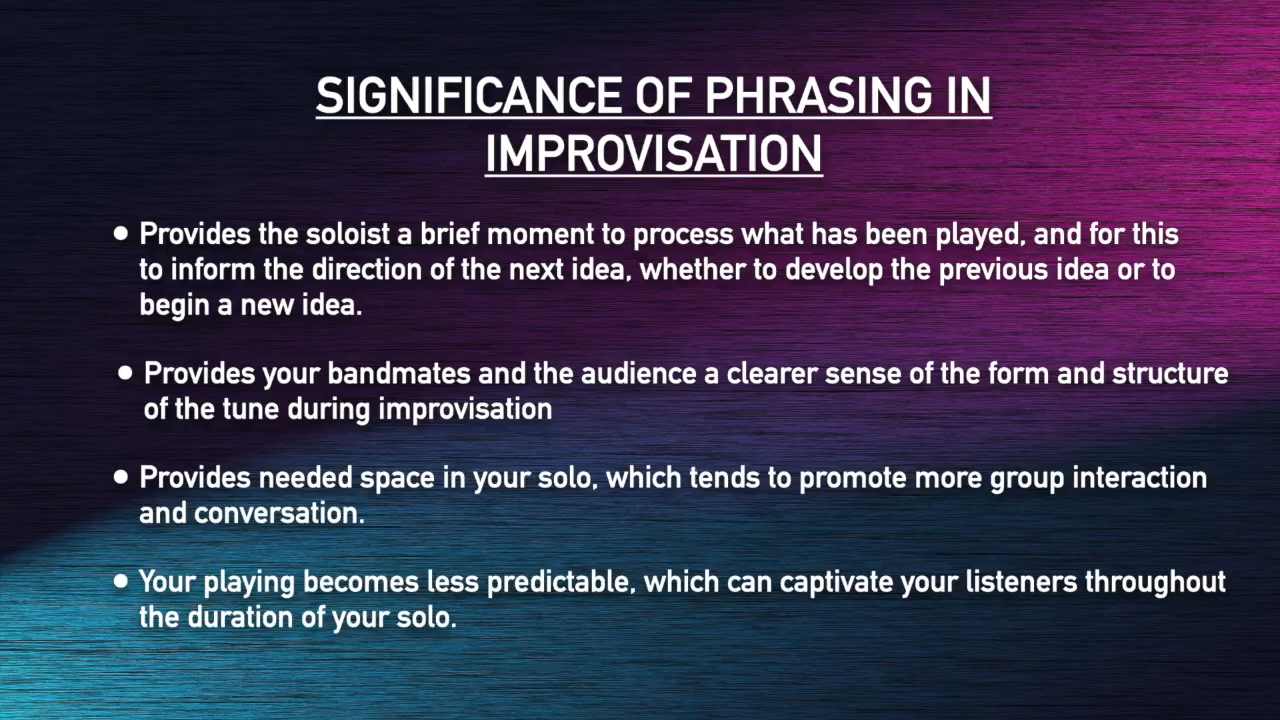 SIGNIFICANCE OF PHRASING IN
IMPROVISATION
• Provides the soloist a brief moment to process what has been played, and for this
to inform the direction of the next idea, whether to develop the previous idea or to
begin a new idea.
• Provides your bandmates and the audience a clearer sense of the form and structure
of the tune during improvisation
• Provides needed space in your solo, which tends to promote more group interaction
and conversation.
• Your playing becomes less predictable, which can captivate your listeners throughout
the duration of your solo.